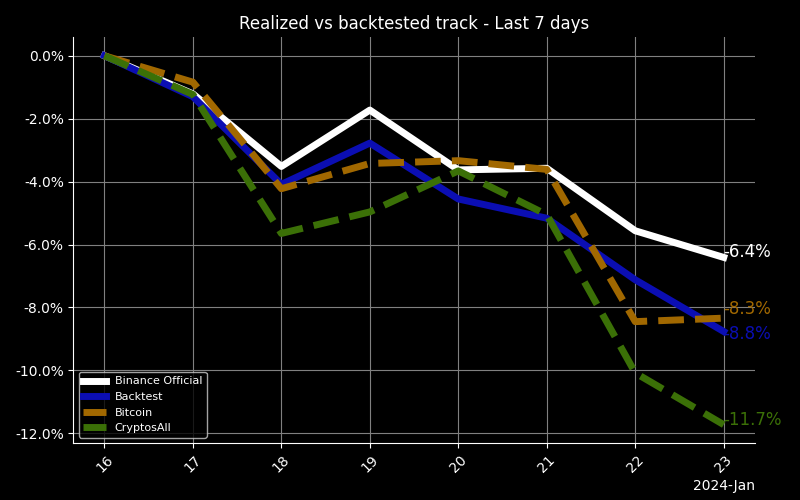 Realized vs backtested track - Last 7 days
0.0%
-2.0%
-4.0%
-6.0%
-8.0%
-10.0%
-12.0%
-6.4%
-8.3%
-8.8%
-11.7%
Binance Official
Backtest
Bitcoin
CryptosAll
16 17 18 19 20 21 22 23
2024-Jan